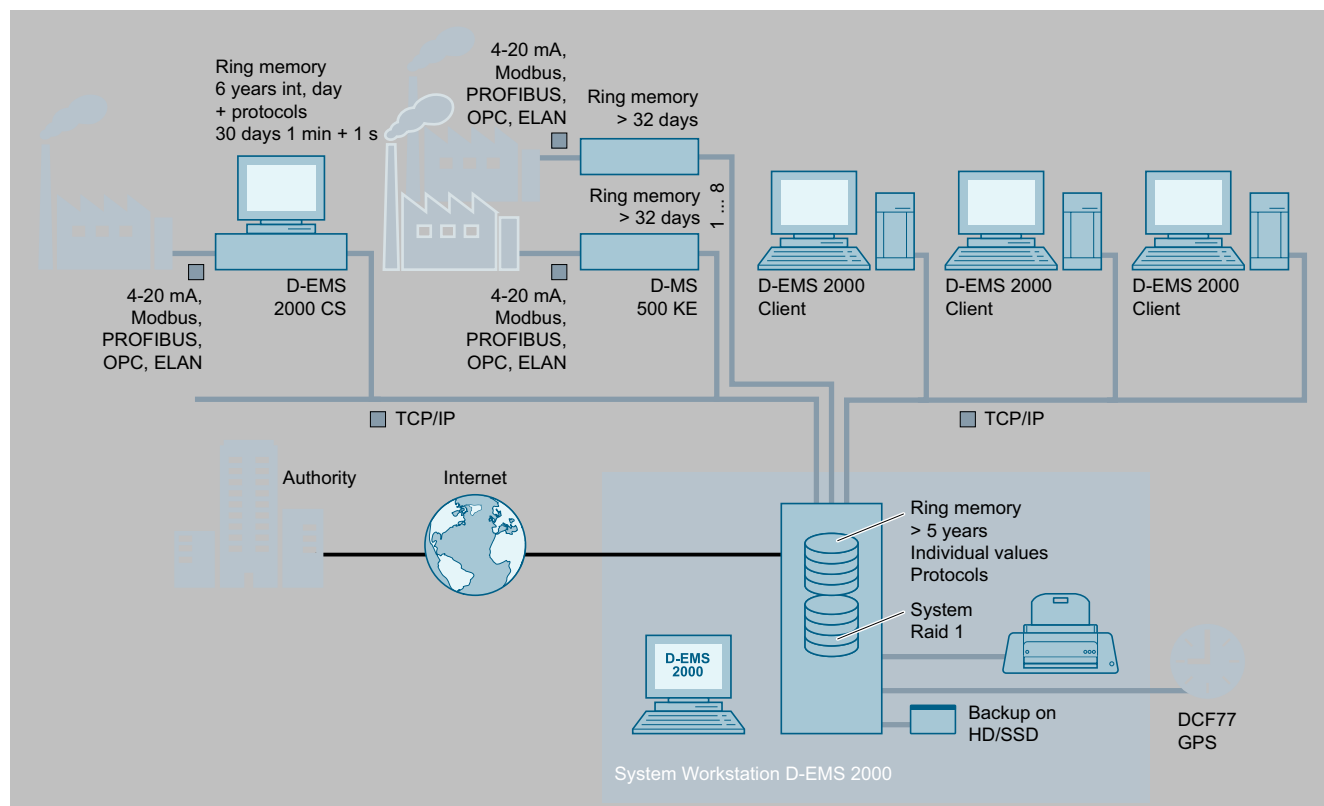 Ring memory
6 years int, day
+ protocols
30 days 1 min + 1 s
4-20 mA,
Modbus,
PROFIBUS,
OPC, ELAN
D-EMS
2000 CS
4-20 mA,
Modbus,
PROFIBUS,
OPC, ELAN
Ring memory
> 32 days
Ring memory
> 32 days
1 ... 8
4-20 mA,
Modbus,
PROFIBUS,
OPC, ELAN
D-MS
500 KE
D-EMS 2000
Client
D-EMS 2000
Client
D-EMS 2000
Client
TCP/IP
TCP/IP
Authority
Internet
Ring memory
> 5 years
Individual values
Protocols
System
Raid 1
D-EMS
2000
Backup on
HD/SSD
DCF77
GPS
System Workstation D-EMS 2000